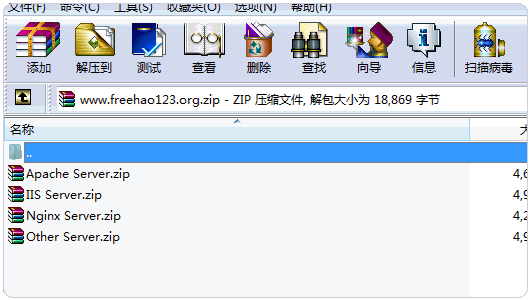 文件(F) 命令(C) 工具(S) 收藏夹(O) 选项(N) 帮助(H)
添加 解压到 测试 查看 删除 查找 向导 信息 扫描病毒
www.freehao123.org.zip - ZIP 压缩文件, 解包大小为 18,869 字节
名称
..
Apache Server.zip 4,6
IIS Server.zip 4,9
Nginx Server.zip 4,2
Other Server.zip 4,9